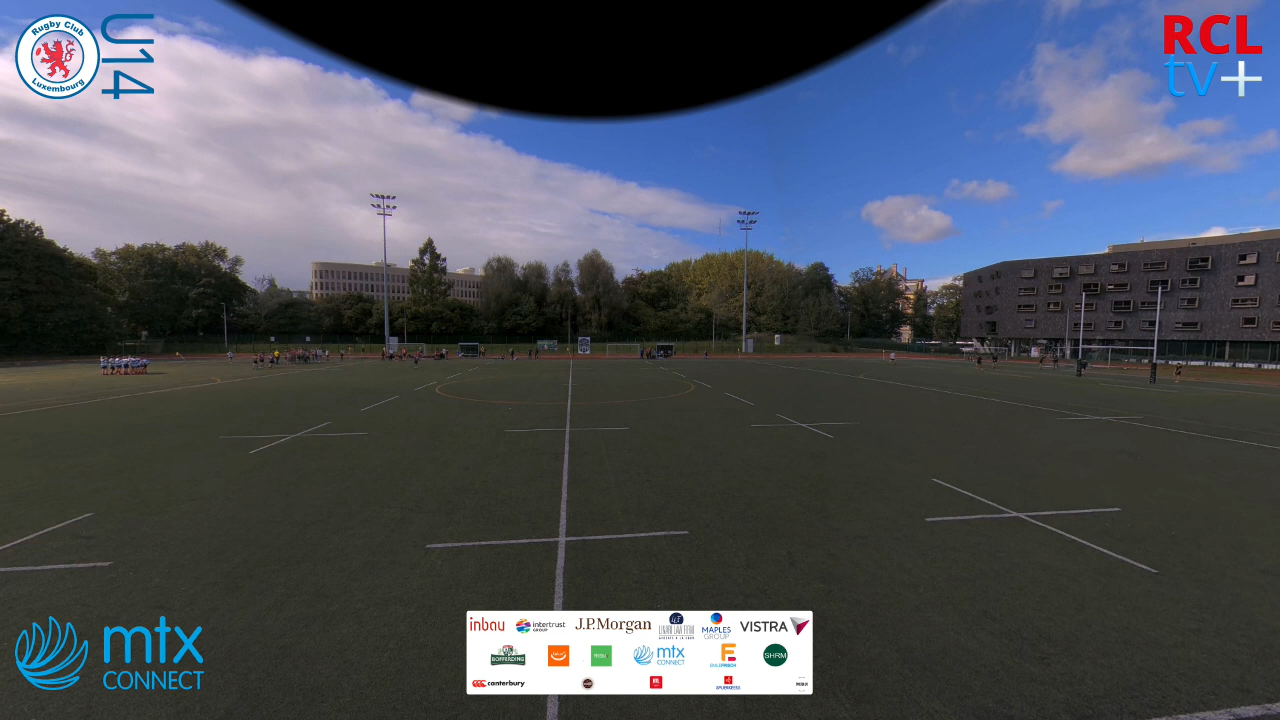 Rugby Club
Luxembourg
U14
RCL
tv+
mtx
CONNECT
inbau
intertrust
GROUP
J.P.Morgan
MAPLES
GROUP
VISTRA
BOFFERDING
mtx
CONNECT
SHRM
canterbury